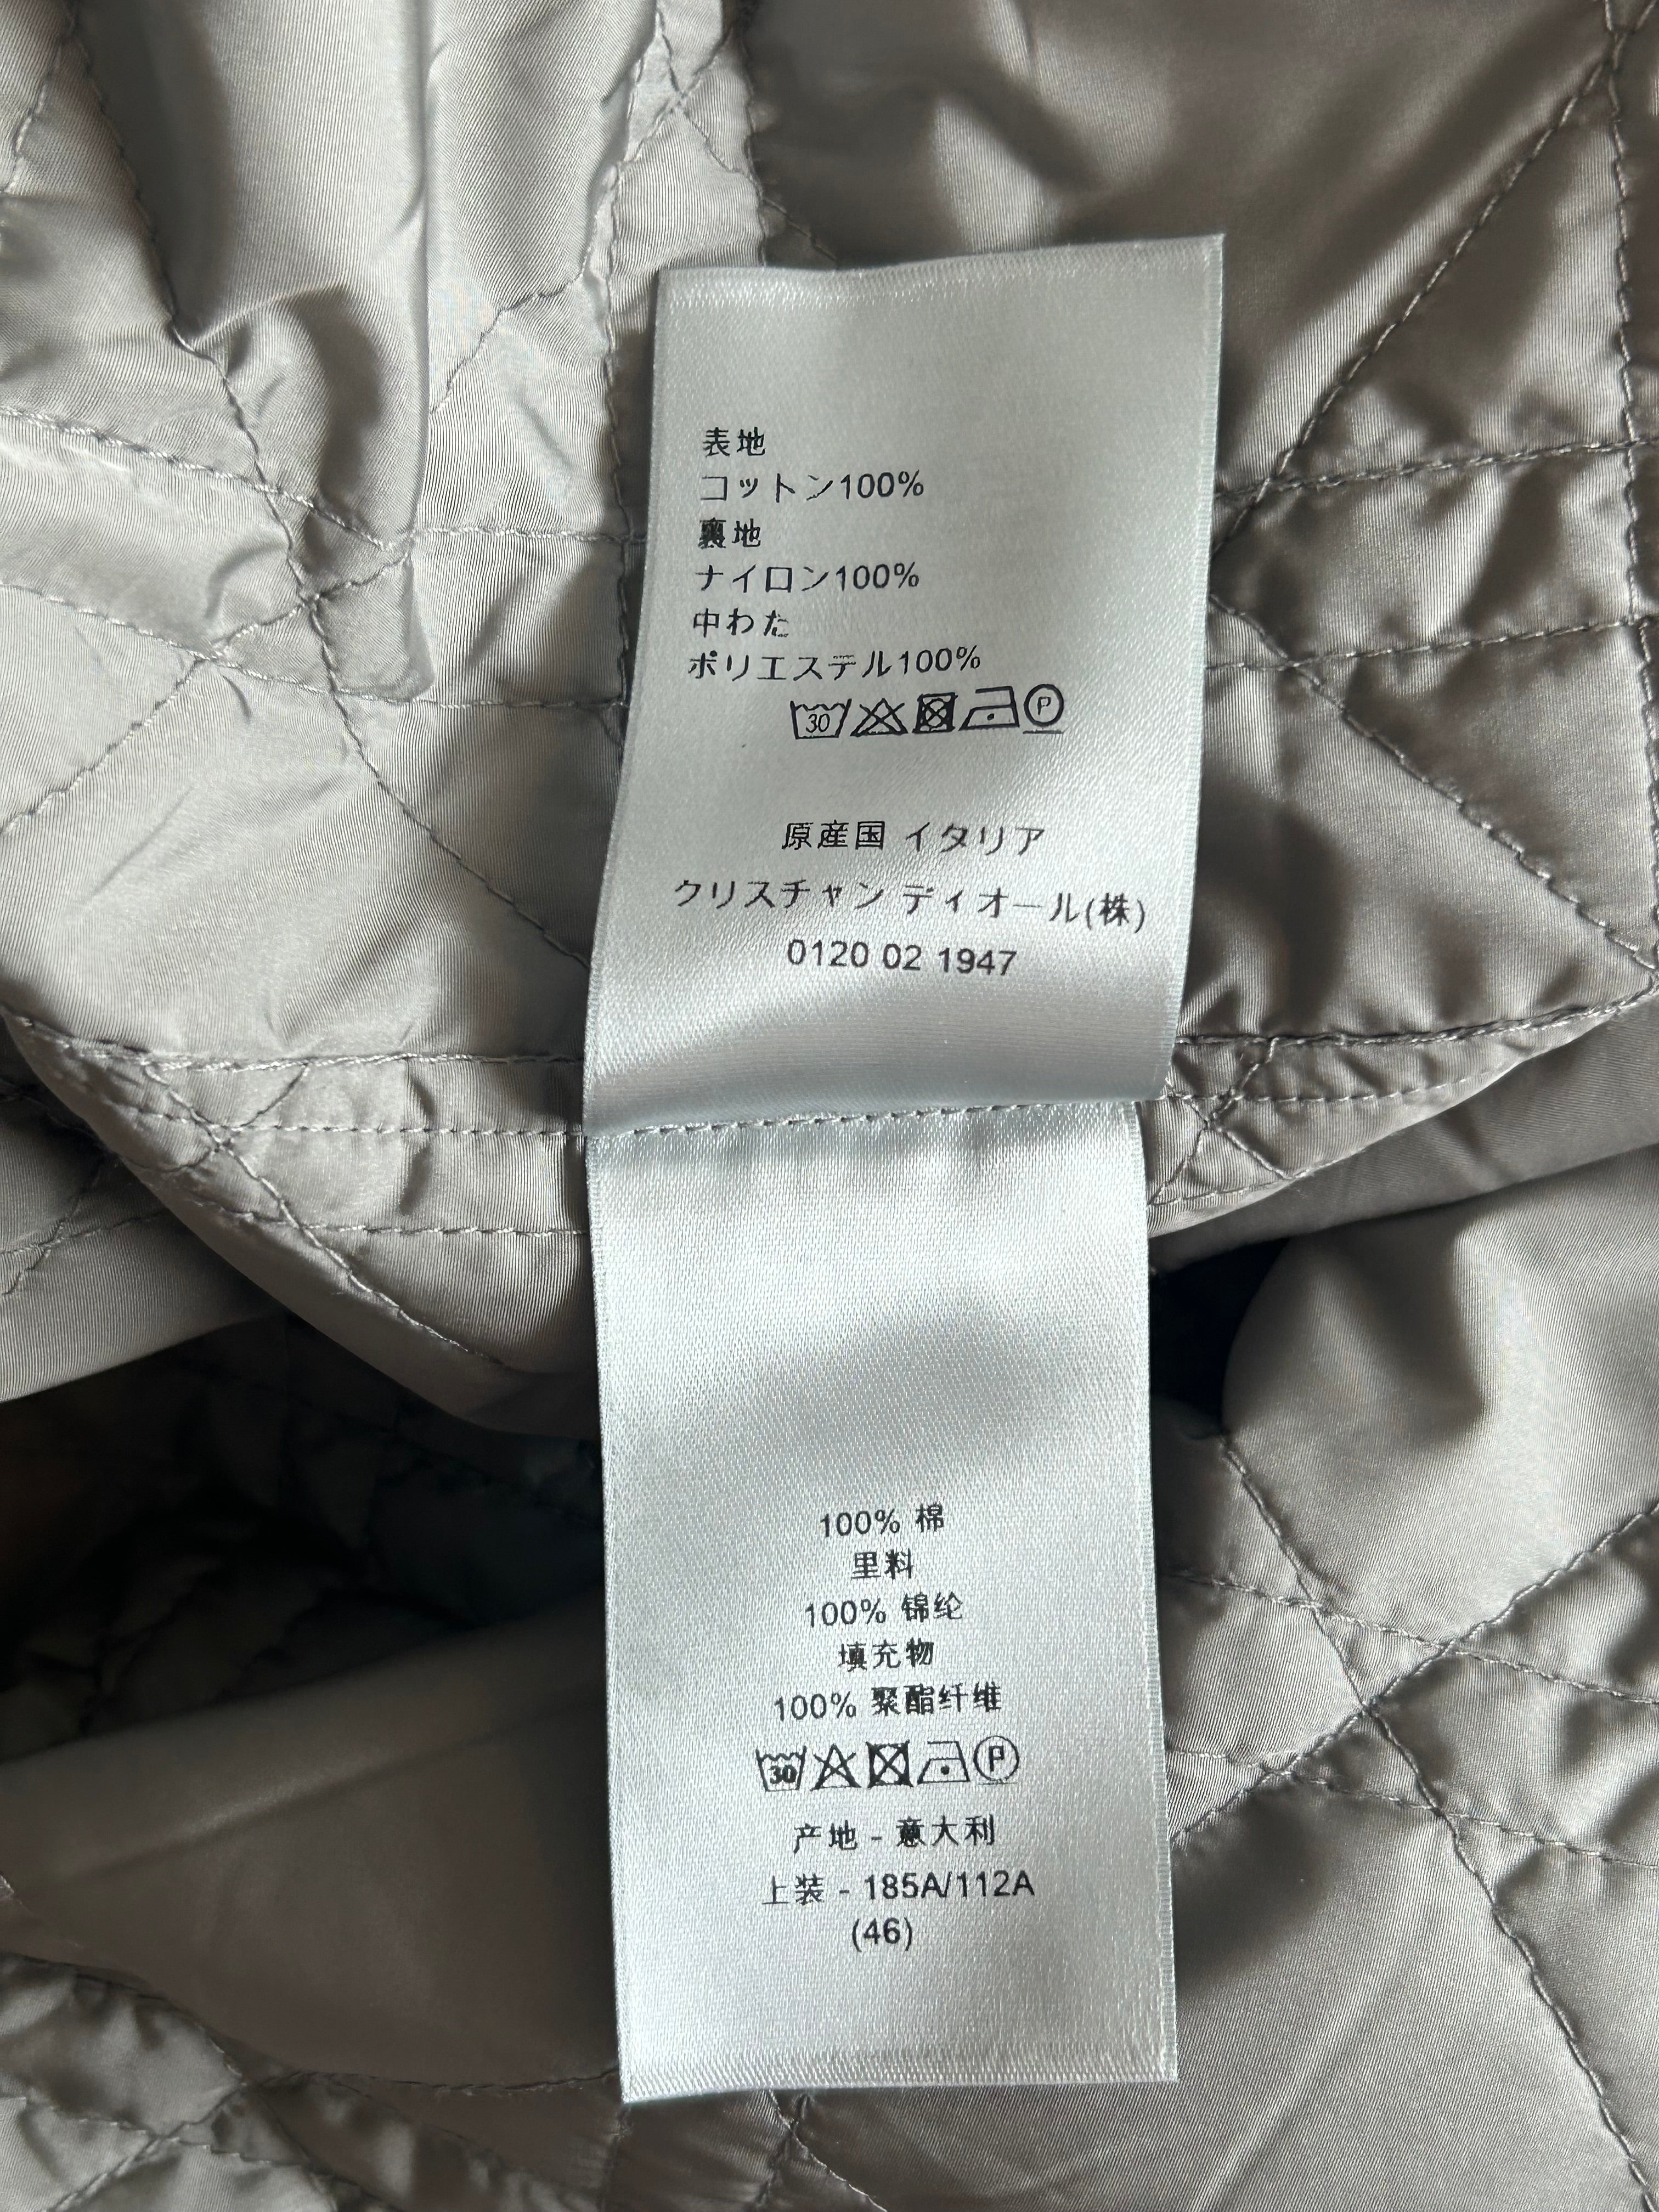 表地
コットン100%
裏地
ナイロン100%
中わた
ポリエステル100%
30 P
原産国 イタリア
クリスチャン ディオール(株)
0120 02 1947
100% 棉
里料
100% 锦纶
填充物
100% 聚酯纤维
30 P
产地 - 意大利
上装 - 185A/112A
(46)